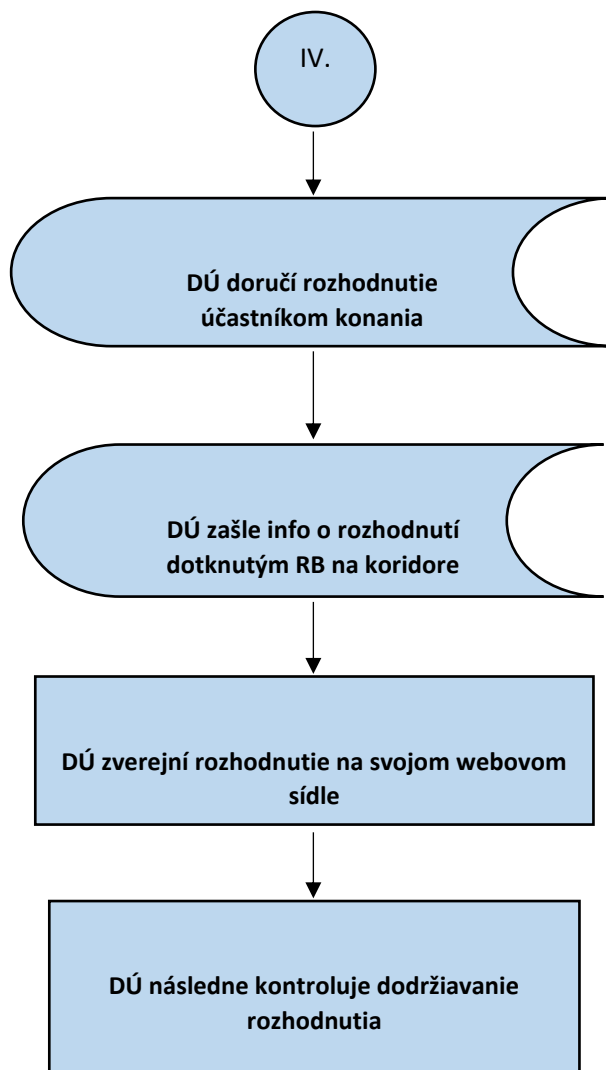 IV.
DÚ doručí rozhodnutie
účastníkom konania
DÚ zašle info o rozhodnutí
dotknutým RB na koridore
DÚ zverejní rozhodnutie na svojom webovom
sídle
DÚ následne kontroluje dodržiavanie
rozhodnutia